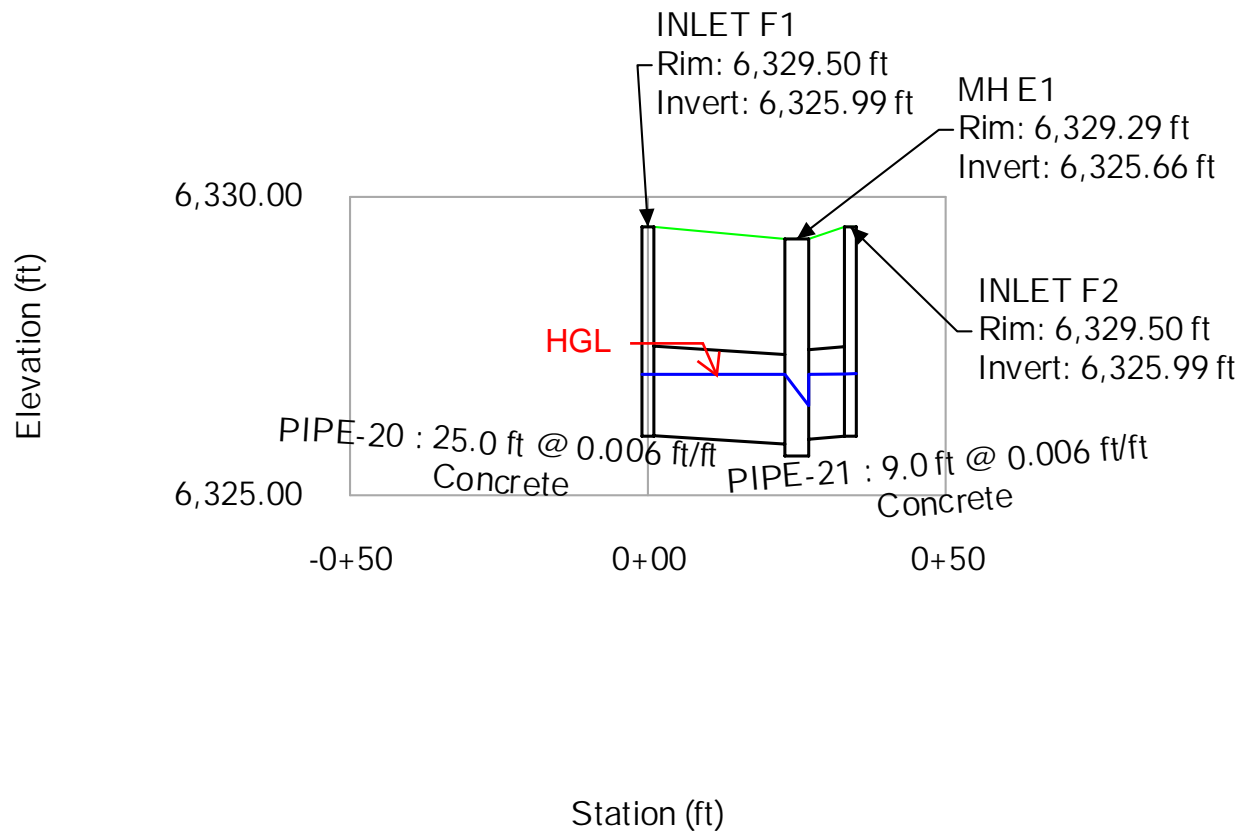 INLET F1
Rim: 6,329.50 ft
Invert: 6,325.99 ft
MH E1
Rim: 6,329.29 ft
Invert: 6,325.66 ft
6,330.00
Elevation (ft)
INLET F2
Rim: 6,329.50 ft
Invert: 6,325.99 ft
HGL
PIPE-20 : 25.0 ft @ 0.006 ft/ft
Concrete
PIPE-21 : 9.0 ft @ 0.006 ft/ft
Concrete
6,325.00
-0+50
0+00
0+50
Station (ft)